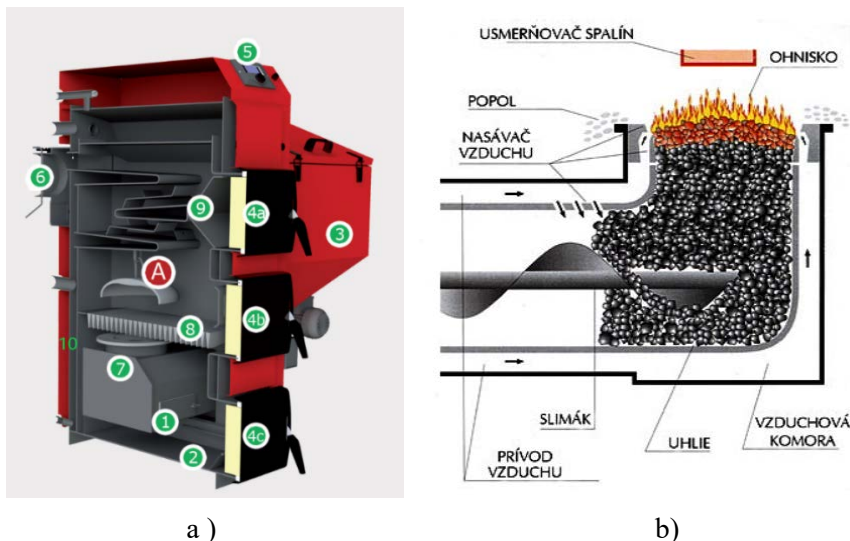 5
6
9
4a
3
A
4b
8
10
7
1
4c
2
a )
USMERŇOVAČ SPALÍN
OHNISKO
POPOL
NASÁVAČ
VZDUCHU
SLIMÁK
PRÍVOD
VZDUCHU
UHLIE
VZDUCHOVÁ
KOMORA
b)